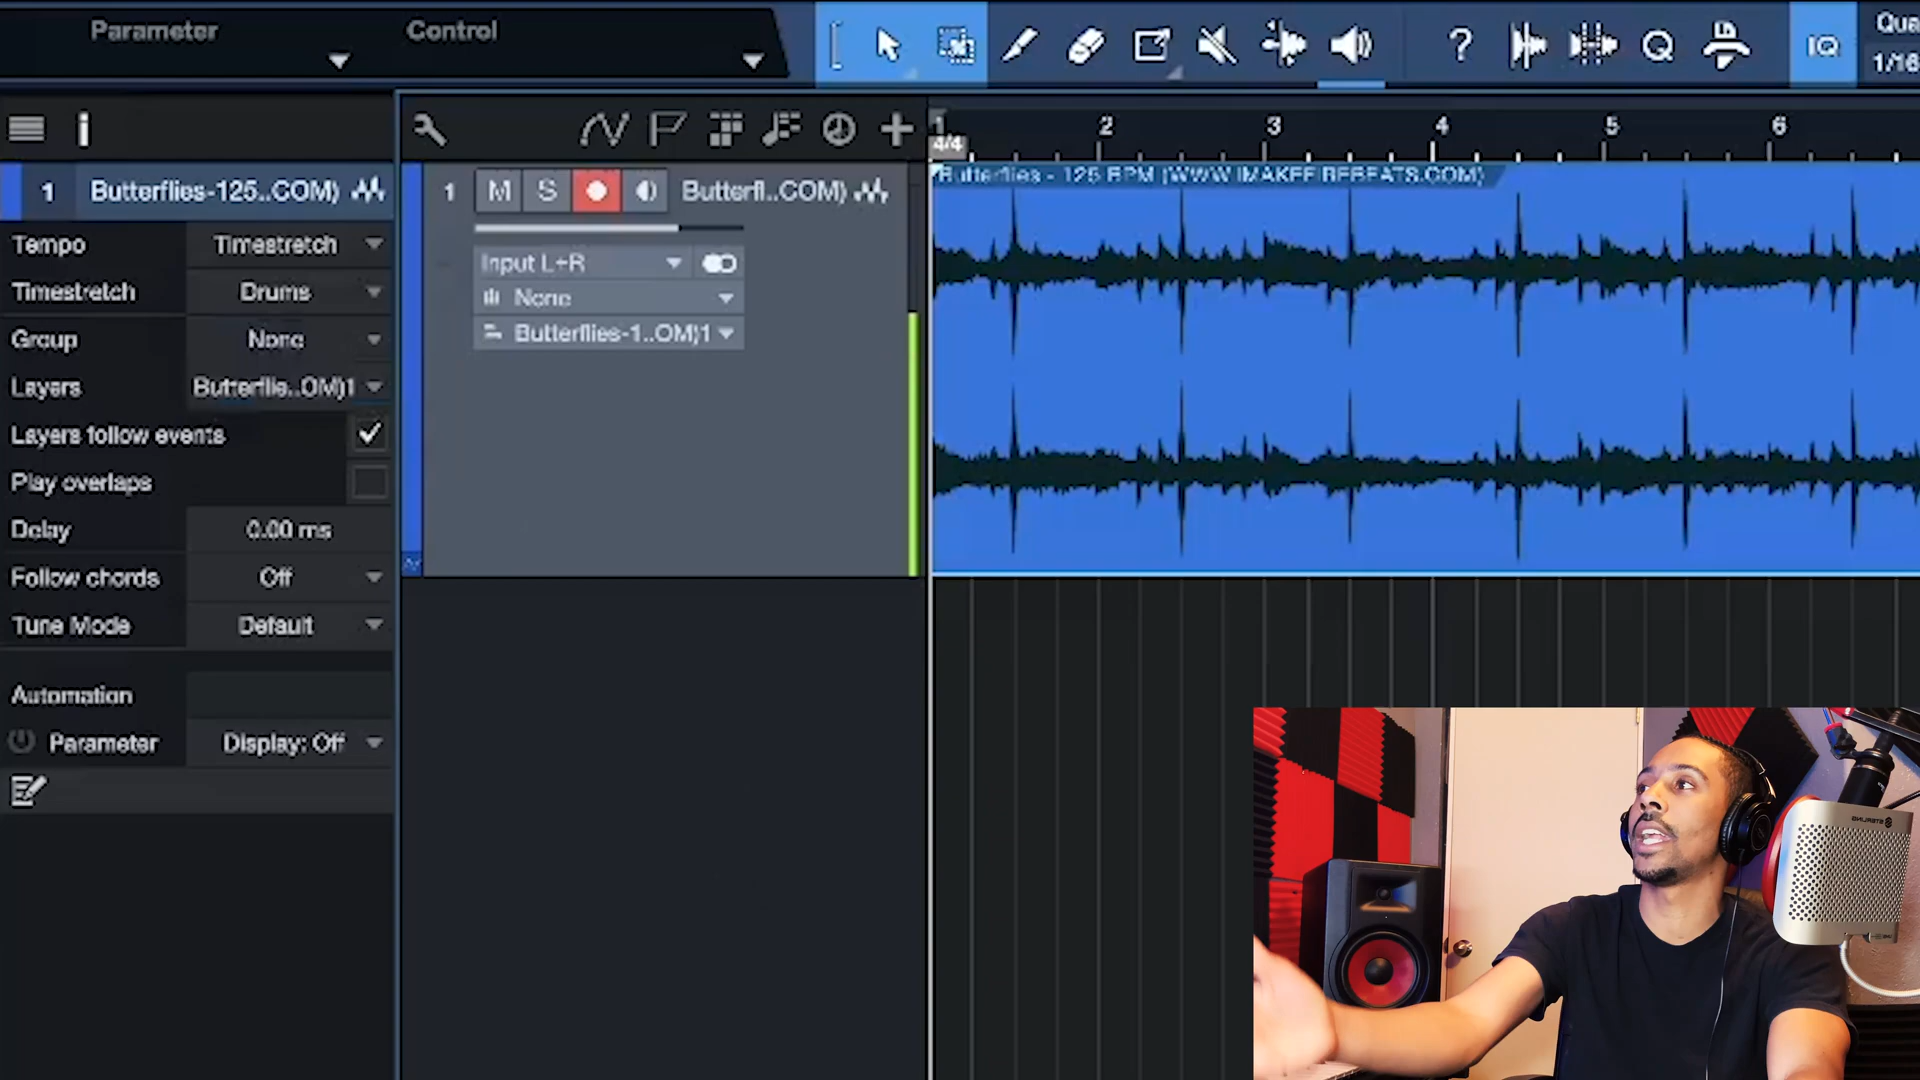 Parameter
Control
?
Q
IQ
Qua
1/16
i
1 2 3 4 5 6
4/4
1 Butterflies-125..COM)
1 M S Butterfl..COM)
Butterflies - 125 BPM (WWW.IMAKEFIREBEATS.COM)
Tempo Timestretch
Input L+R
Timestretch Drums
None
Group None
Butterflies-1..OM)1
Layers Butterflie..OM)1
Layers follow events
Play overlaps
Delay 0.00 ms
Follow chords Off
Tune Mode Default
Automation
Parameter Display: Off
STERLING